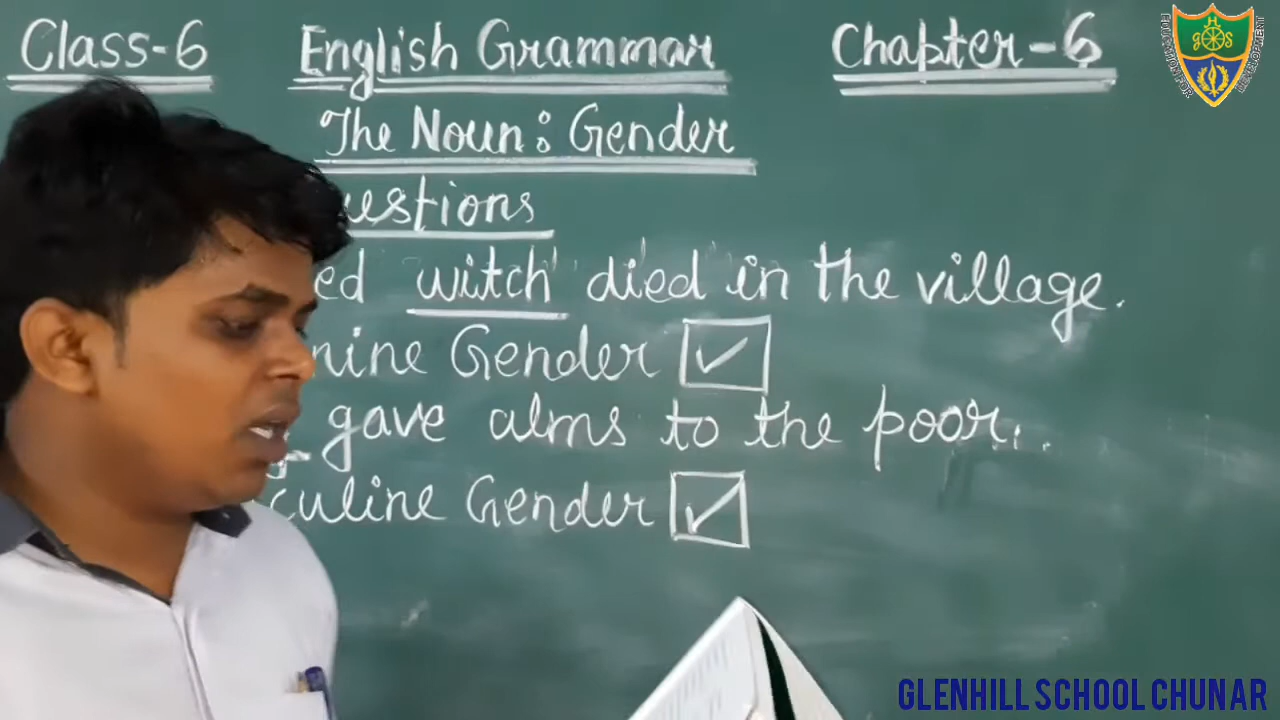 Class-6 English Grammar Chapter-6
The Noun: Gender
uestions
ed witch died in the village.
nine Gender
gave alms to the poor.
culine Gender
GHS
GLENHILL SCHOOL CHUNAR